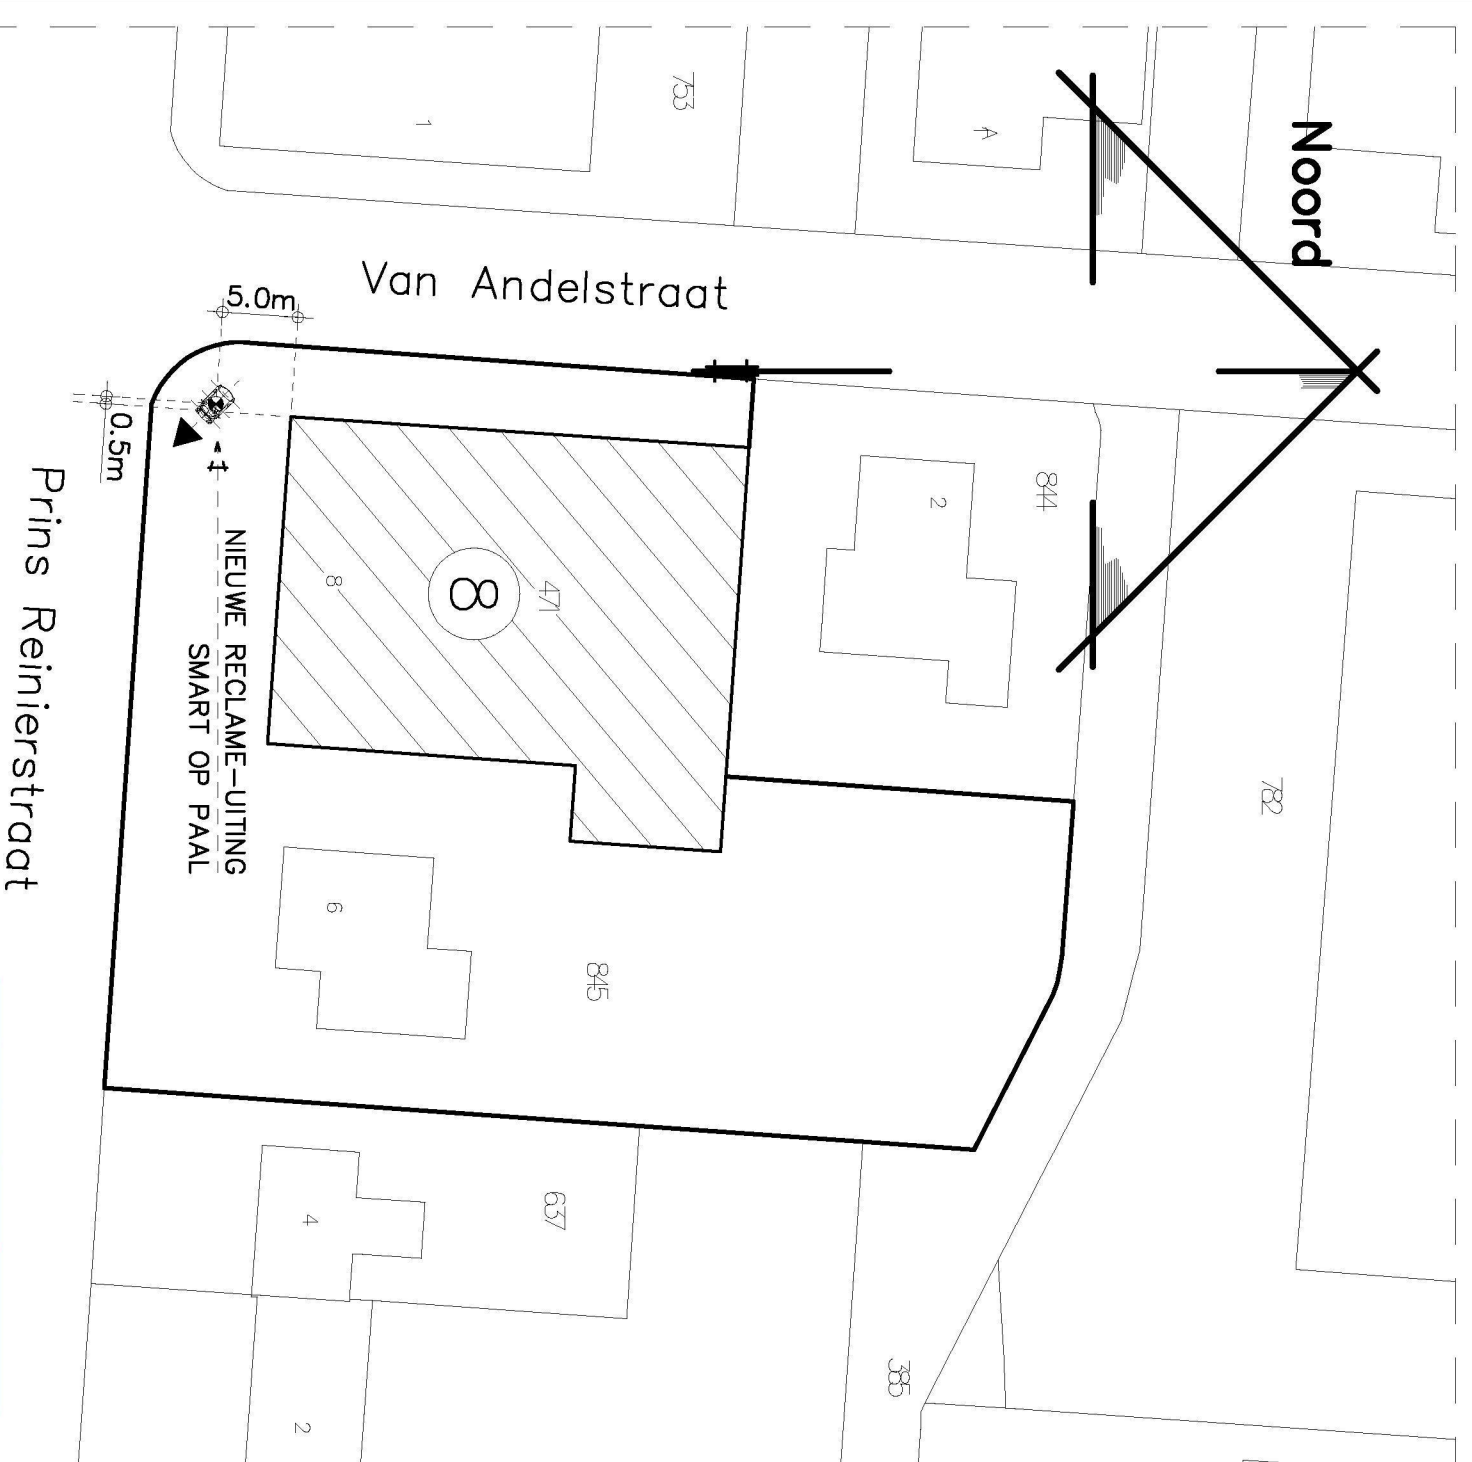 Noord
753
1
A
Van Andelstraat
5.0m
0.5m
844
2
471
8
8
NIEUWE RECLAME-UITING
SMART OP PAAL
Prins Reinierstraat
782
6
845
4
637
385
2